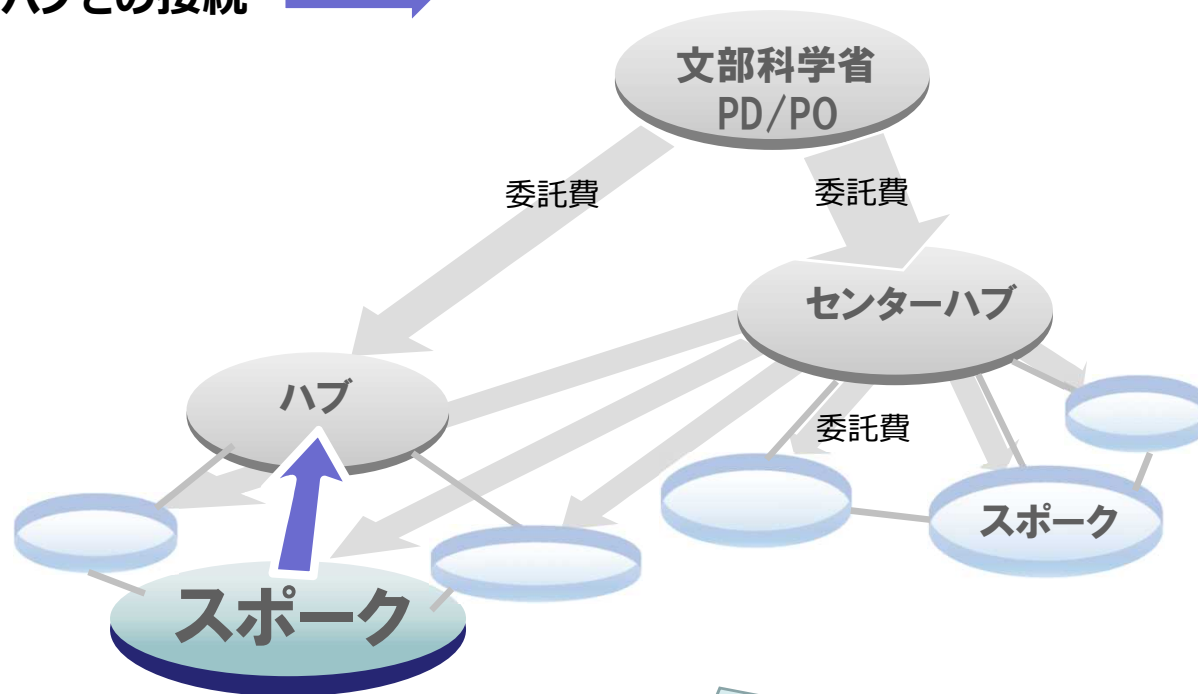 ハブとの接続
文部科学省
PD/PO
委託費
委託費
センターハブ
ハブ
委託費
スポーク
スポーク